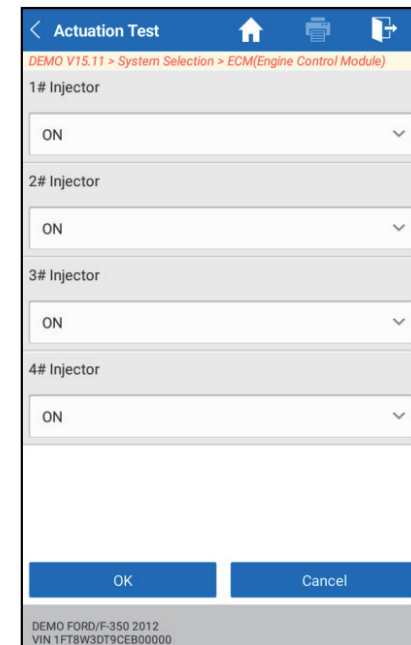 Actuation Test
DEMO V15.11 > System Selection > ECM(Engine Control Module)
1# Injector
ON
2# Injector
ON
3# Injector
ON
4# Injector
ON
OK Cancel
DEMO FORD/F-350 2012
VIN 1FT8W3DT9CEB00000